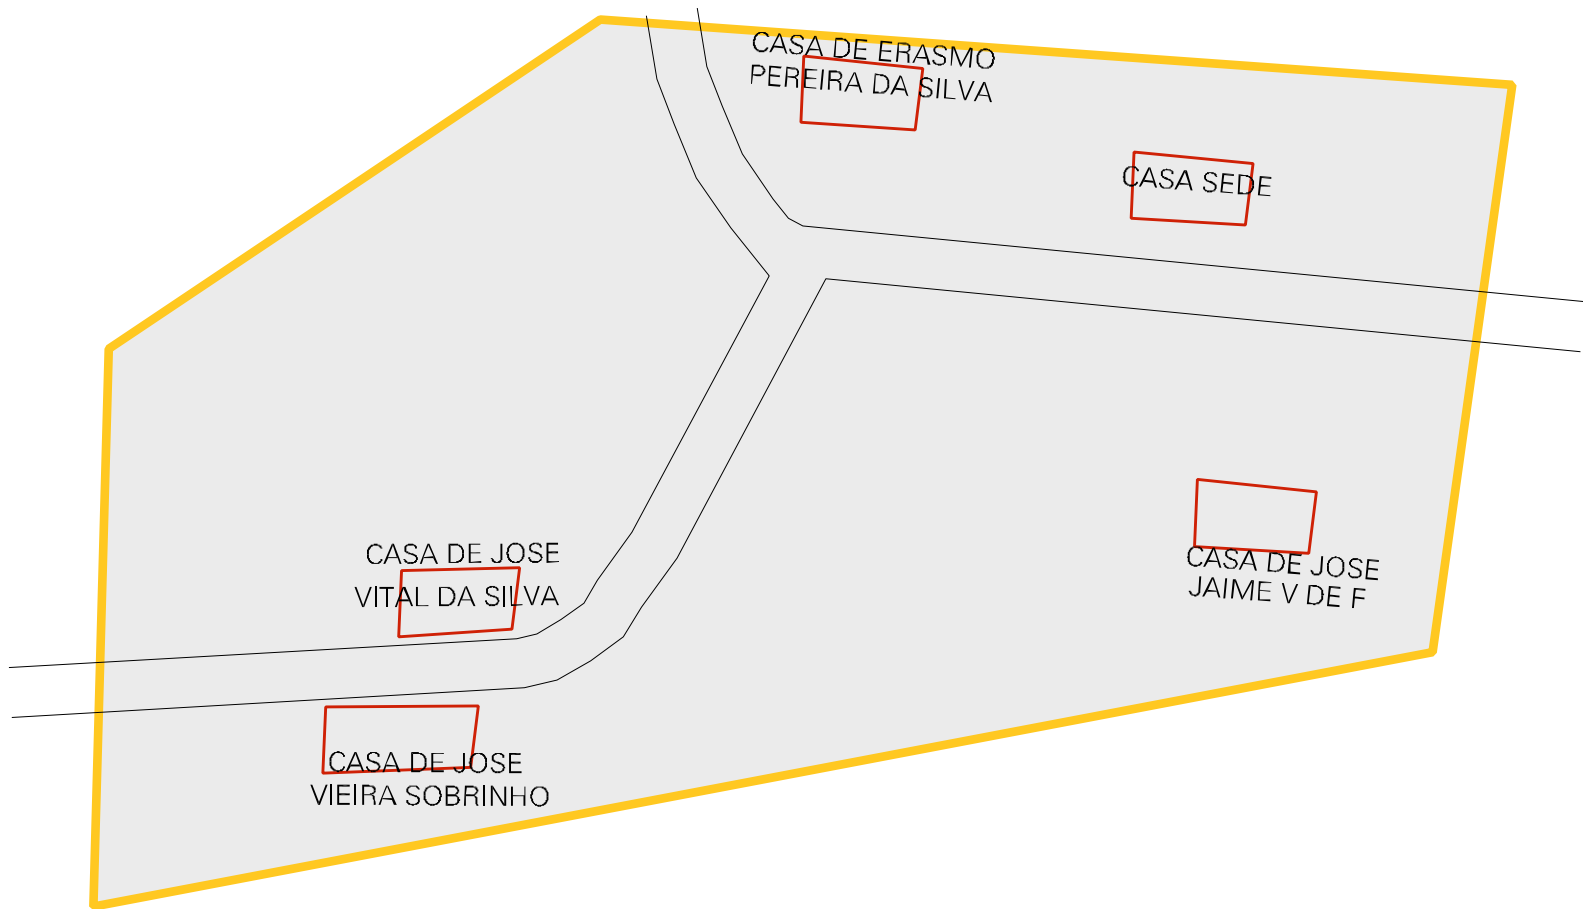 CASA DE ERASMO
PEREIRA DA SILVA
CASA SEDE
CASA DE JOSE
VITAL DA SILVA
CASA DE JOSE
JAIME V DE F
CASA DE JOSE
VIEIRA SOBRINHO